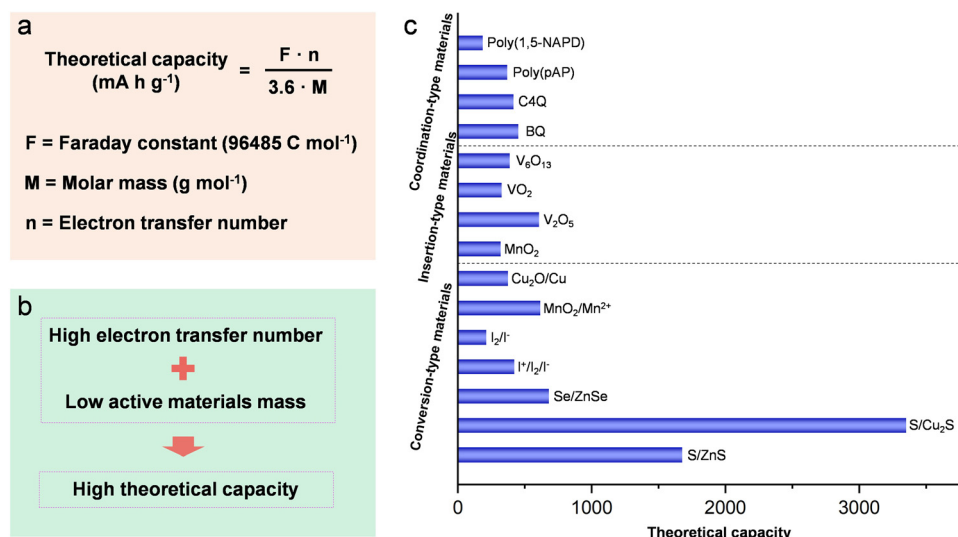 a
Theoretical capacity
(mA h g⁻¹)
=
F · n
3.6 · M
F = Faraday constant (96485 C mol⁻¹)
M = Molar mass (g mol⁻¹)
n = Electron transfer number
b
High electron transfer number
Low active materials mass
High theoretical capacity
c
Coordination-type materials
Insertion-type materials
Conversion-type materials
Poly(1,5-NAPD)
Poly(pAP)
C4Q
BQ
V₆O₁₃
VO₂
V₂O₅
MnO₂
Cu₂O/Cu
MnO₂/Mn²⁺
I₂/I⁻
I⁺/I₂/I⁻
Se/ZnSe
S/Cu₂S
S/ZnS
0 1000 2000 3000
Theoretical capacity